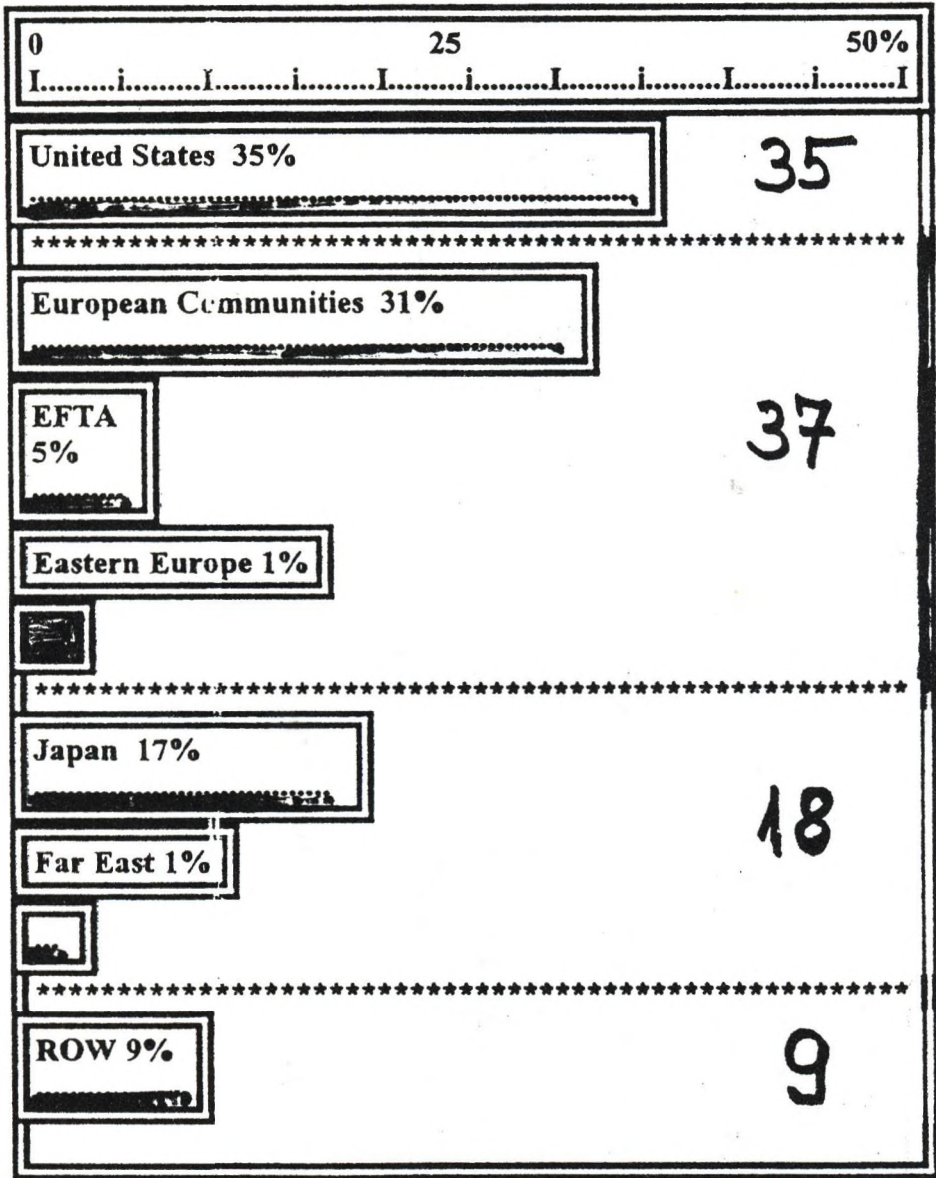 0 25 50%
I.........i.........I.........i.........I.........i.........I.........i.........I.........i.........I
United States 35%
35
*******************************************************
European Communities 31%
EFTA
5%
37
Eastern Europe 1%
*******************************************************
Japan 17%
18
Far East 1%
*******************************************************
ROW 9%
9